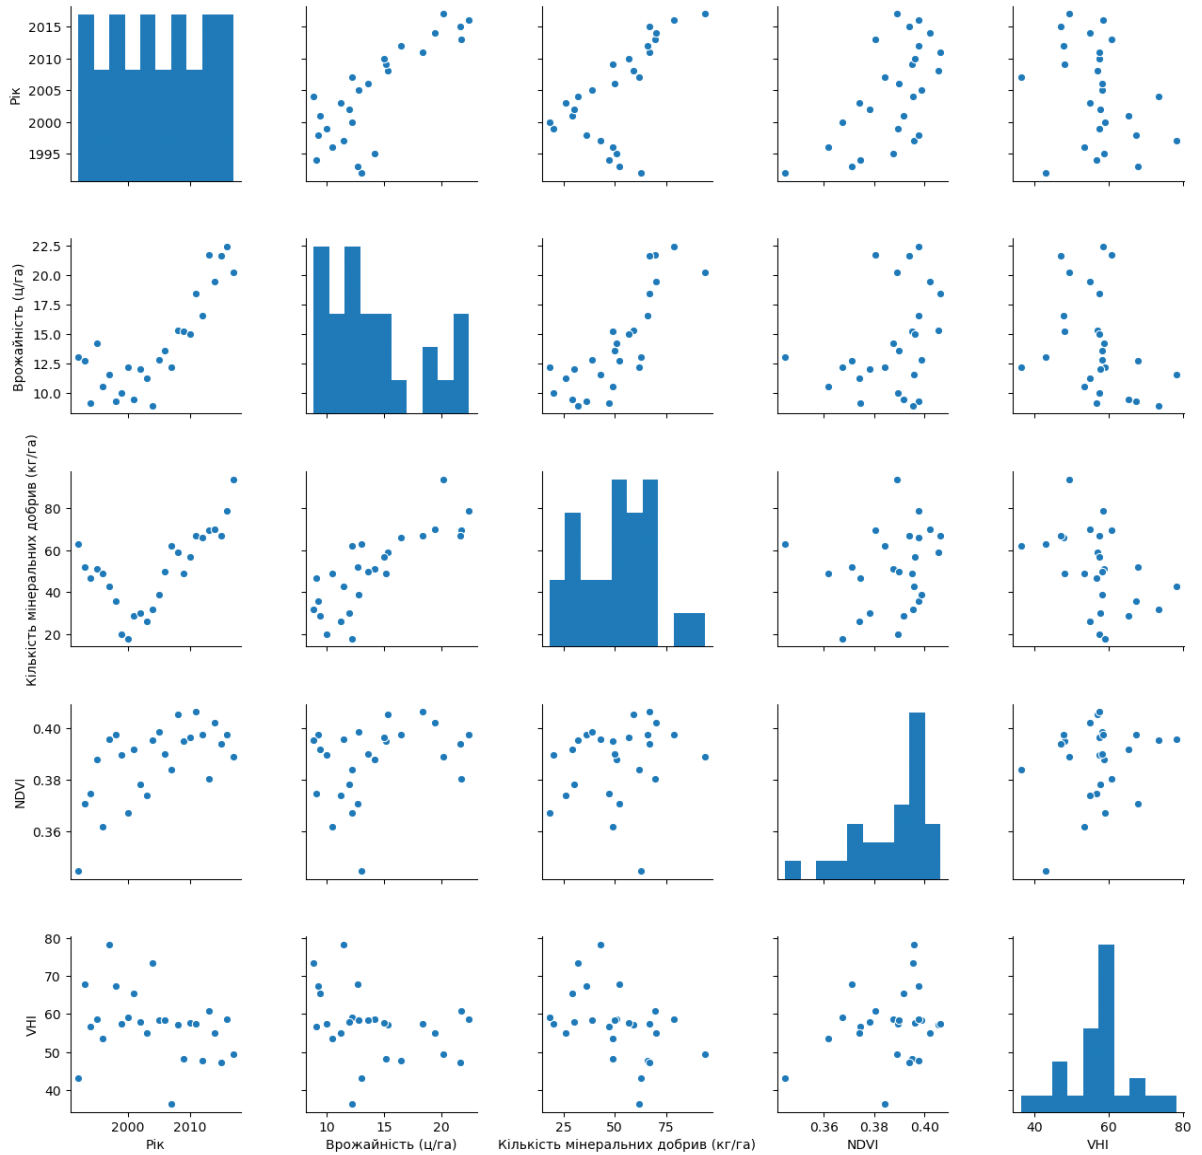 Рік
2015
2010
2005
2000
1995
Врожайність (ц/га)
22.5
20.0
17.5
15.0
12.5
10.0
Кількість мінеральних добрив (кг/га)
80
60
40
20
NDVI
0.40
0.38
0.36
VHI
80
70
60
50
40
2000 2010
10 15 20
25 50 75
0.36 0.38 0.40
40 60 80
Рік
Врожайність (ц/га)
Кількість мінеральних добрив (кг/га)
NDVI
VHI